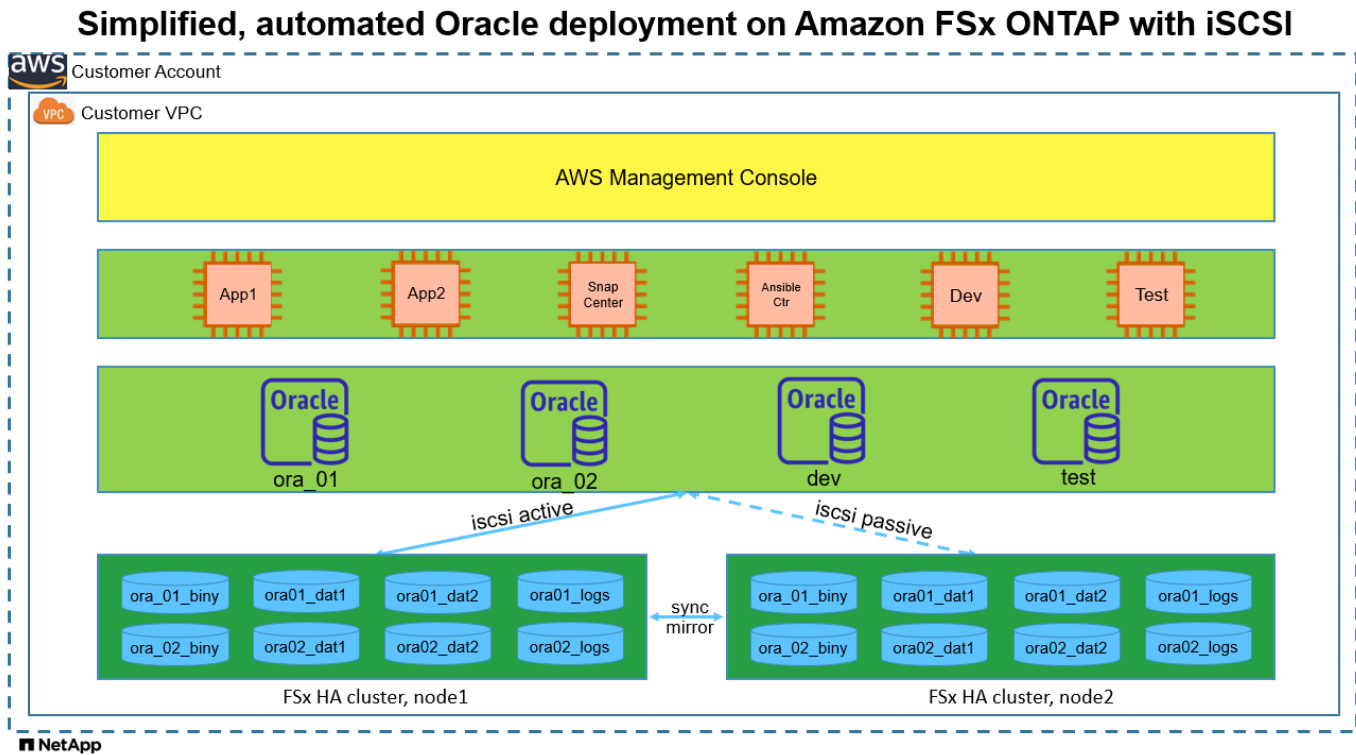 Simplified, automated Oracle deployment on Amazon FSx ONTAP with iSCSI
aws
Customer Account
VPC
Customer VPC
AWS Management Console
App1
App2
Snap
Center
Ansible
Ctr
Dev
Test
Oracle
ora_01
Oracle
ora_02
Oracle
dev
Oracle
test
iscsi active
iscsi passive
ora_01_biny
ora01_dat1
ora01_dat2
ora01_logs
ora_02_biny
ora02_dat1
ora02_dat2
ora02_logs
FSx HA cluster, node1
sync
mirror
ora_01_biny
ora01_dat1
ora01_dat2
ora01_logs
ora_02_biny
ora02_dat1
ora02_dat2
ora02_logs
FSx HA cluster, node2
NetApp